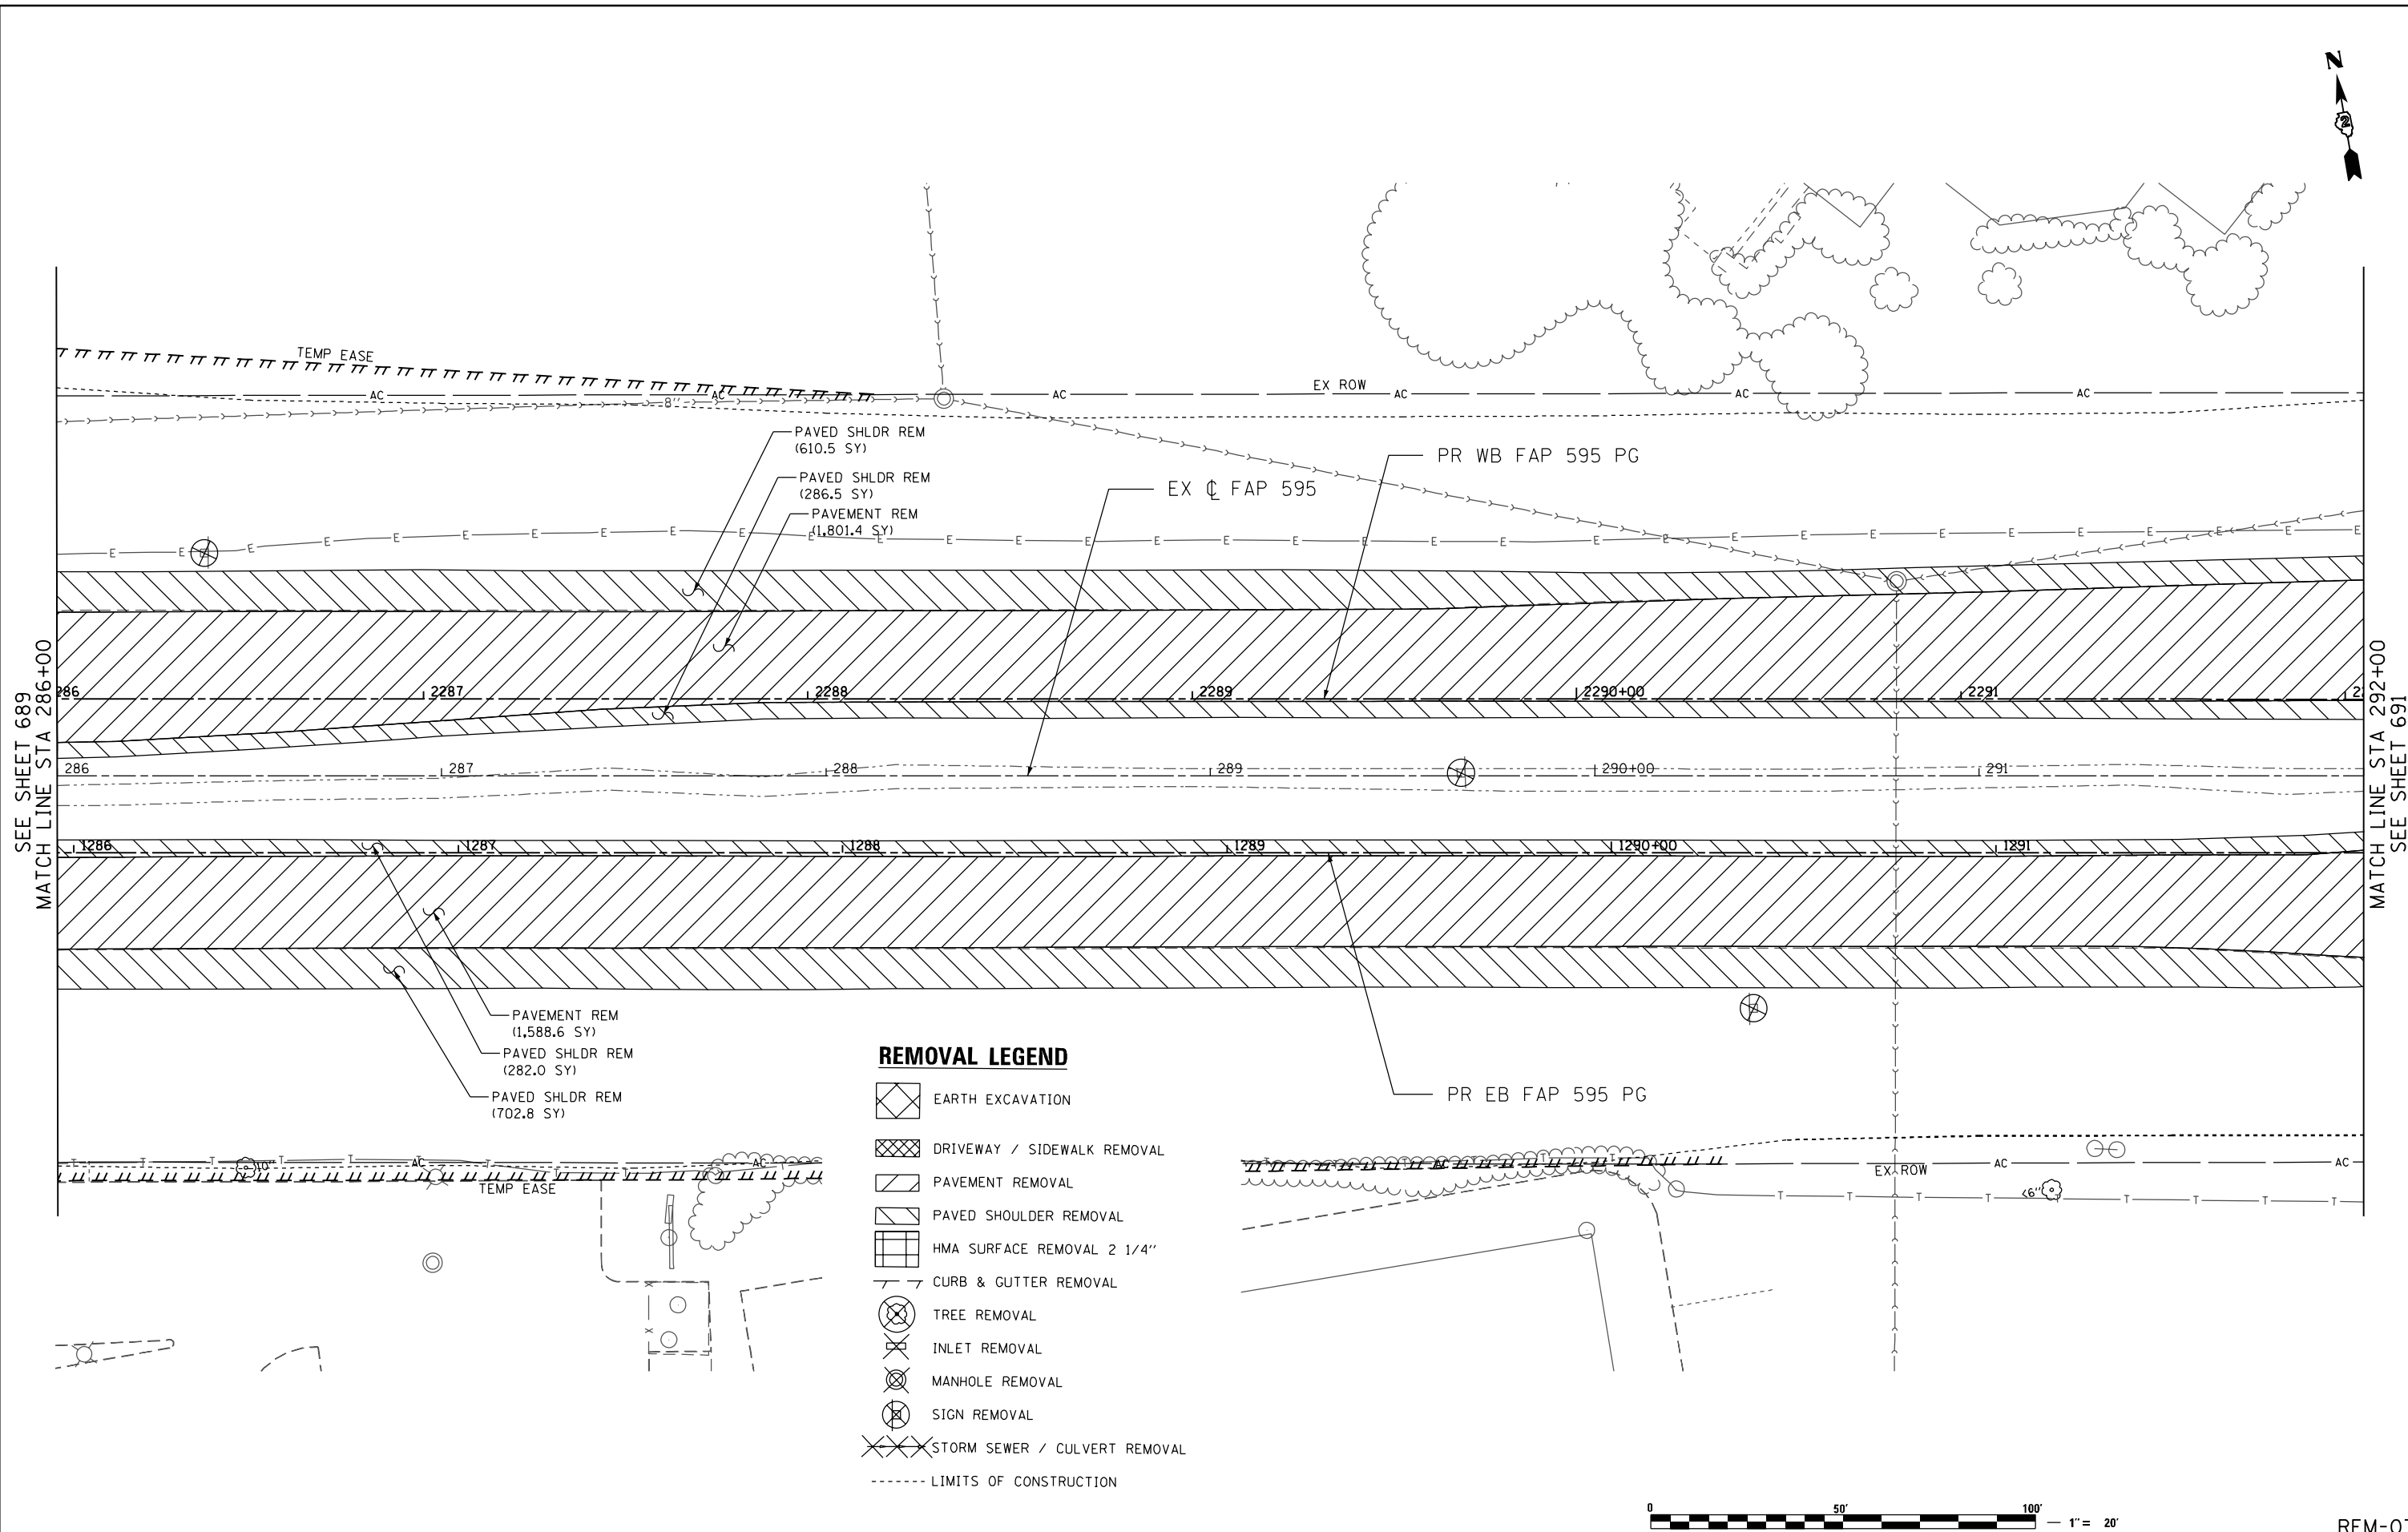 N
2
TEMP EASE
AC
AC
8''
AC
EX ROW
AC
AC
AC
PAVED SHLDR REM
(610.5 SY)
PAVED SHLDR REM
(286.5 SY)
PAVEMENT REM
(1,801.4 SY)
PR WB FAP 595 PG
EX ℄ FAP 595
E E E E E E E E E E E E E E E E E E E E E E E E E E E E E E E E E
2287
2288
2289
2290+00
2291
286
287
288
289
290+00
291
1286
1287
1288
1289
1290+00
1291
SEE SHEET 689
MATCH LINE STA 286+00
MATCH LINE STA 292+00
SEE SHEET 691
PAVEMENT REM
(1,588.6 SY)
PAVED SHLDR REM
(282.0 SY)
PAVED SHLDR REM
(702.8 SY)
PR EB FAP 595 PG
10''
AC
AC
TEMP EASE
AC
EX ROW
AC
AC
<6''
T T T T T T T T T
REMOVAL LEGEND
EARTH EXCAVATION
DRIVEWAY / SIDEWALK REMOVAL
PAVEMENT REMOVAL
PAVED SHOULDER REMOVAL
HMA SURFACE REMOVAL 2 1/4''
CURB & GUTTER REMOVAL
TREE REMOVAL
INLET REMOVAL
MANHOLE REMOVAL
SIGN REMOVAL
STORM SEWER / CULVERT REMOVAL
LIMITS OF CONSTRUCTION
0 50' 100'
1''= 20'